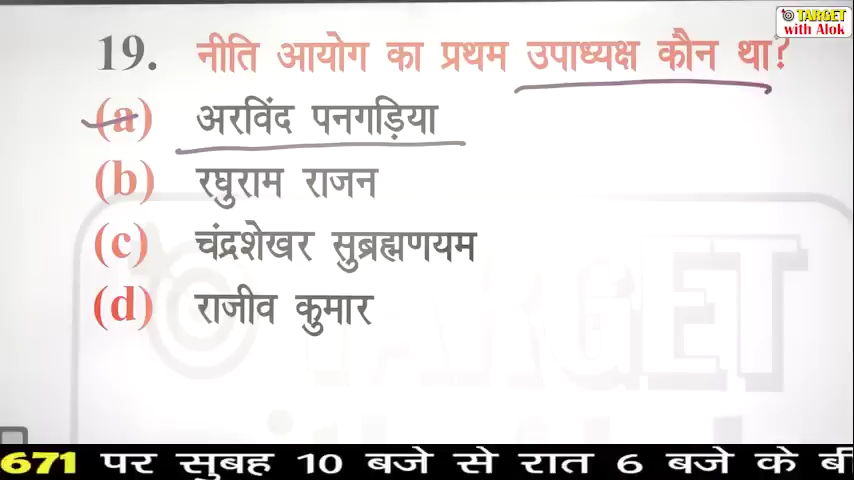 TARGET
with Alok
19. नीति आयोग का प्रथम उपाध्यक्ष कौन था?
(a) अरविंद पनगड़िया
(b) रघुराम राजन
(c) चंद्रशेखर सुब्रह्मणयम
(d) राजीव कुमार
TARGET
671 पर सुबह 10 बजे से रात 6 बजे के बी